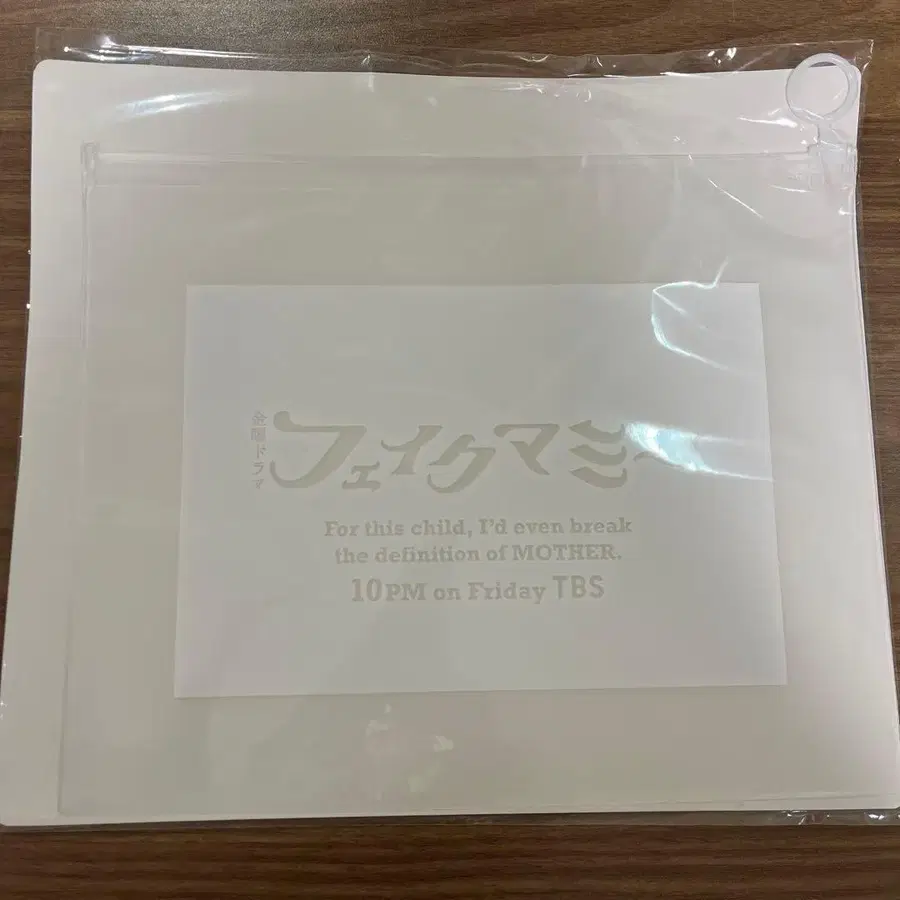 金曜ドラマ
フェイクマミー
For this child, I'd even break
the definition of MOTHER.
10PM on Friday TBS